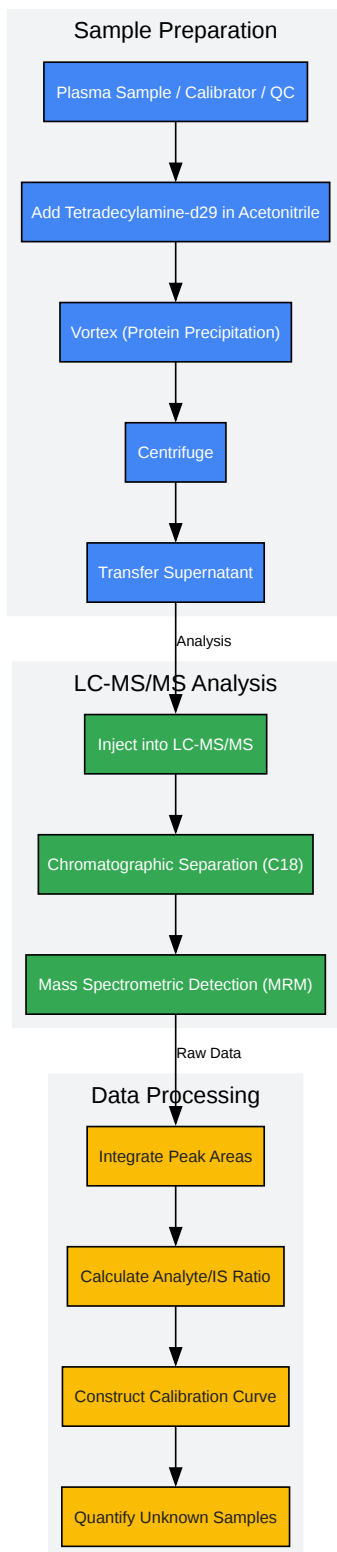 Sample Preparation
Plasma Sample / Calibrator / QC
Add Tetradecylamine-d29 in Acetonitrile
Vortex (Protein Precipitation)
Centrifuge
Transfer Supernatant
Analysis
LC-MS/MS Analysis
Inject into LC-MS/MS
Chromatographic Separation (C18)
Mass Spectrometric Detection (MRM)
Raw Data
Data Processing
Integrate Peak Areas
Calculate Analyte/IS Ratio
Construct Calibration Curve
Quantify Unknown Samples